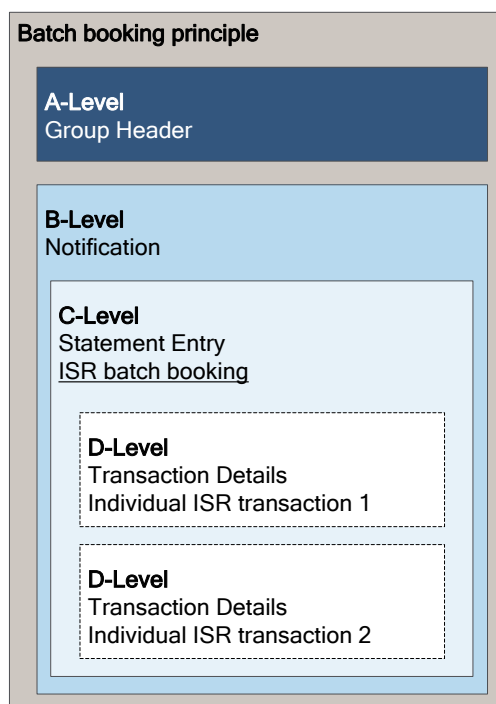 Batch booking principle
A-Level
Group Header
B-Level
Notification
C-Level
Statement Entry
ISR batch booking
D-Level
Transaction Details
Individual ISR transaction 1
D-Level
Transaction Details
Individual ISR transaction 2